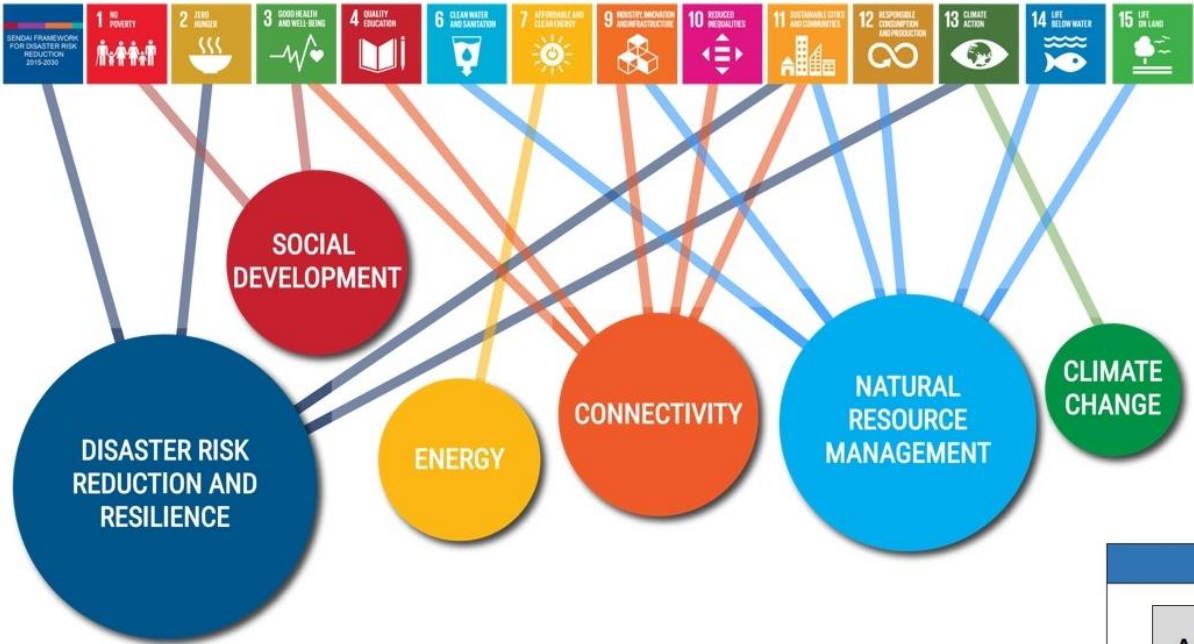 SENDAI FRAMEWORK
FOR DISASTER RISK
REDUCTION
2015-2030
1 NO
POVERTY
2 ZERO
HUNGER
3 GOOD HEALTH
AND WELL-BEING
4 QUALITY
EDUCATION
6 CLEAN WATER
AND SANITATION
7 AFFORDABLE AND
CLEAN ENERGY
9 INDUSTRY, INNOVATION
AND INFRASTRUCTURE
10 REDUCED
INEQUALITIES
11 SUSTAINABLE CITIES
AND COMMUNITIES
12 RESPONSIBLE
CONSUMPTION
AND PRODUCTION
13 CLIMATE
ACTION
14 LIFE
BELOW WATER
15 LIFE
ON LAND
SOCIAL
DEVELOPMENT
DISASTER RISK
REDUCTION AND
RESILIENCE
ENERGY
CONNECTIVITY
NATURAL
RESOURCE
MANAGEMENT
CLIMATE
CHANGE